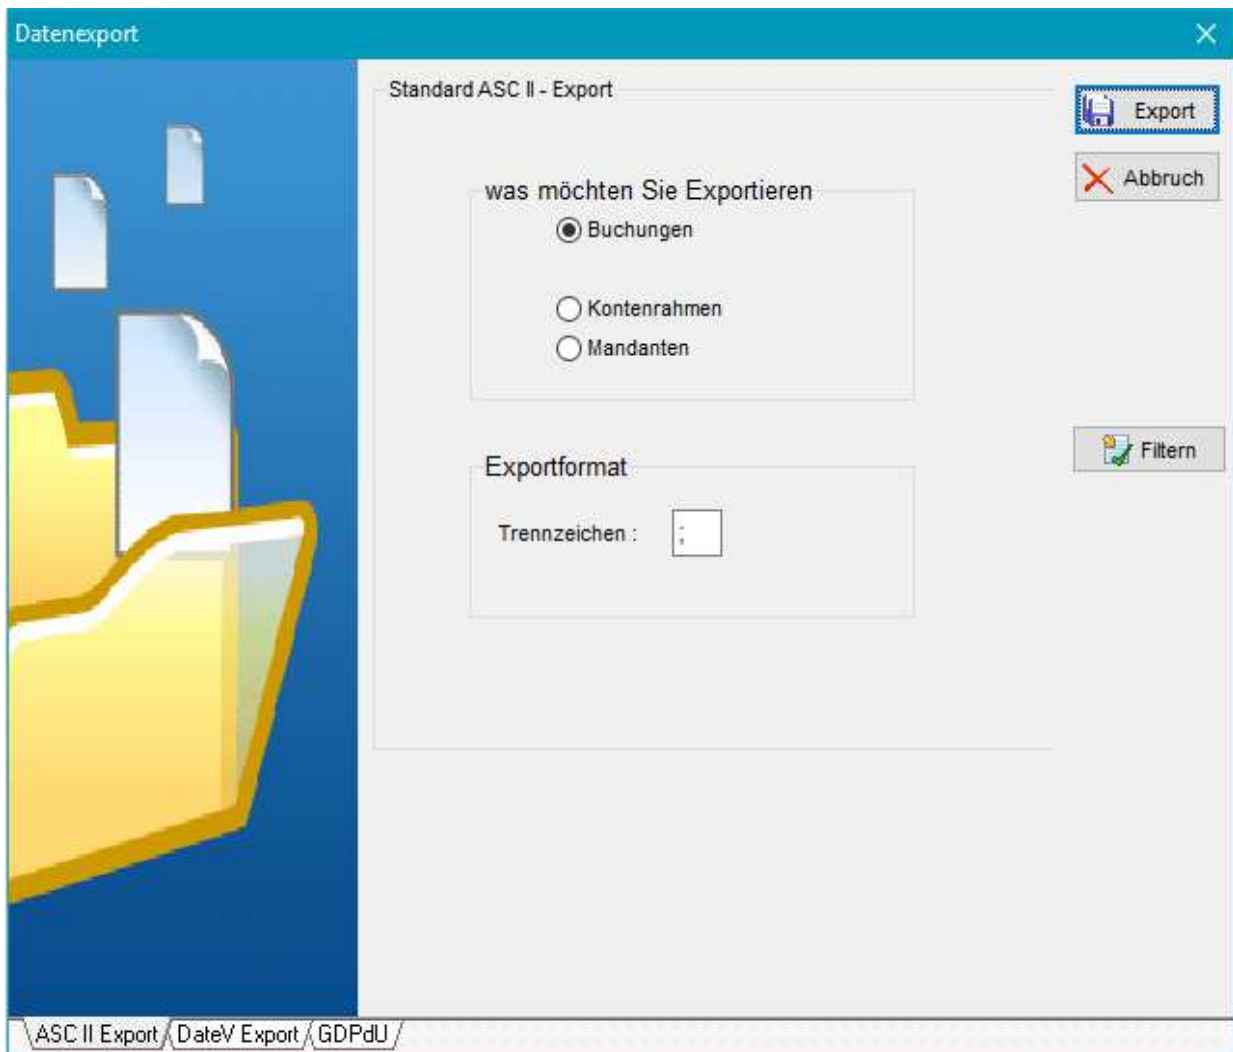 Datenexport
Standard ASC II - Export
Export
Abbruch
was möchten Sie Exportieren
Buchungen
Kontenrahmen
Mandanten
Filtern
Exportformat
Trennzeichen :
;
ASC II Export
DateV Export
GDPdU